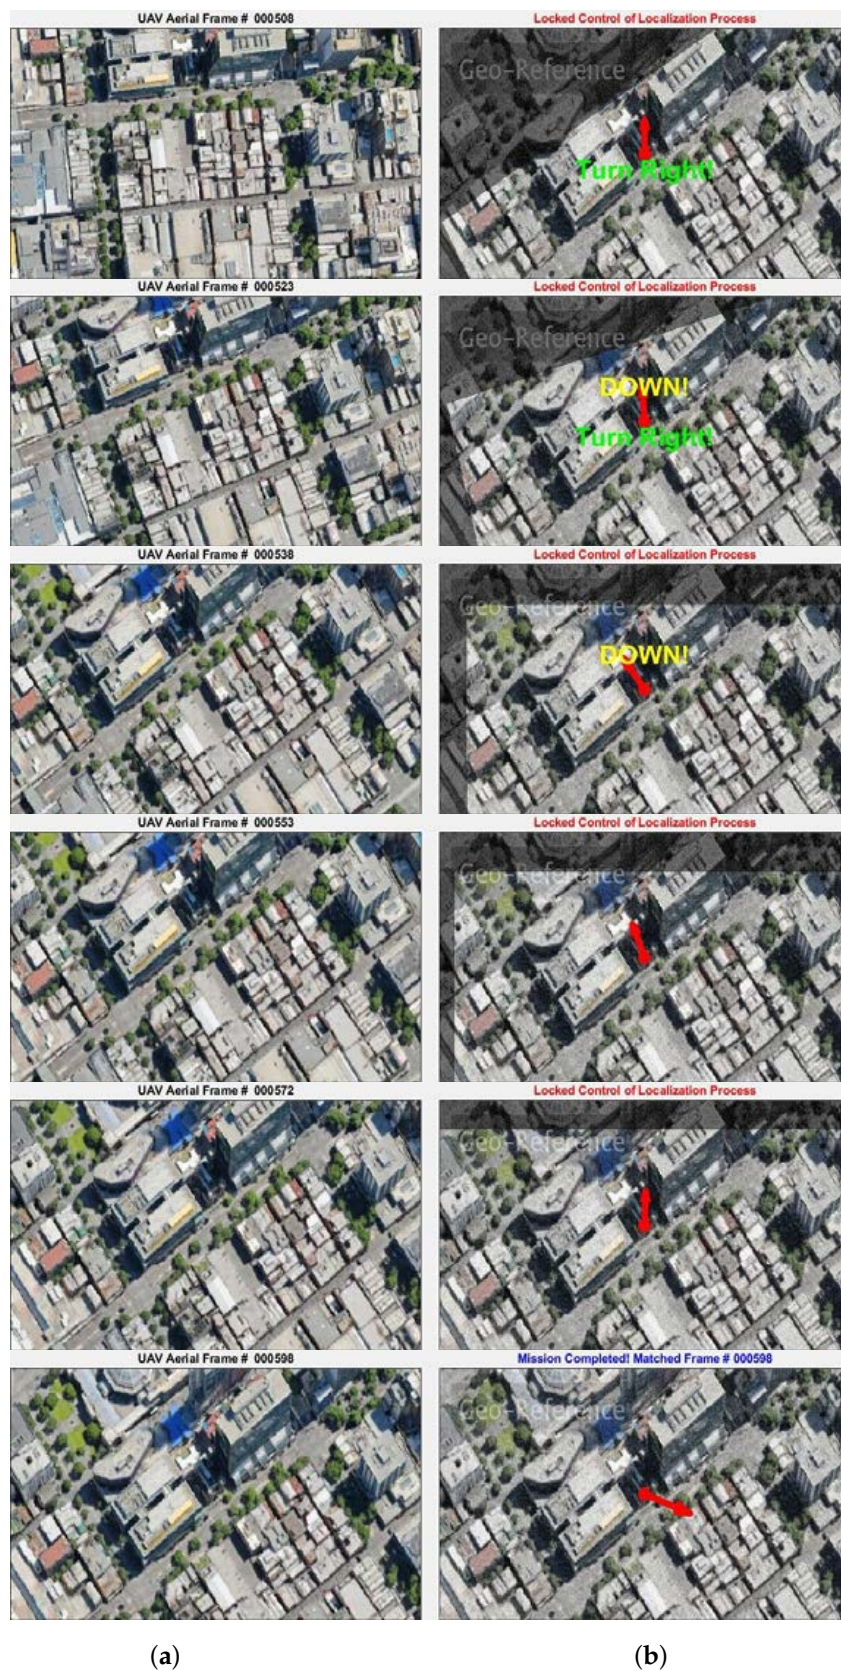 UAV Aerial Frame # 000508
Locked Control of Localization Process
Geo-Reference
Turn Right!
UAV Aerial Frame # 000523
Locked Control of Localization Process
Geo-Reference
DOWN!
Turn Right!
UAV Aerial Frame # 000538
Locked Control of Localization Process
Geo-Reference
DOWN!
UAV Aerial Frame # 000553
Locked Control of Localization Process
Geo-Reference
UAV Aerial Frame # 000572
Locked Control of Localization Process
Geo-Reference
UAV Aerial Frame # 000598
Mission Completed! Matched Frame # 000598
Geo-Reference
(a)
(b)